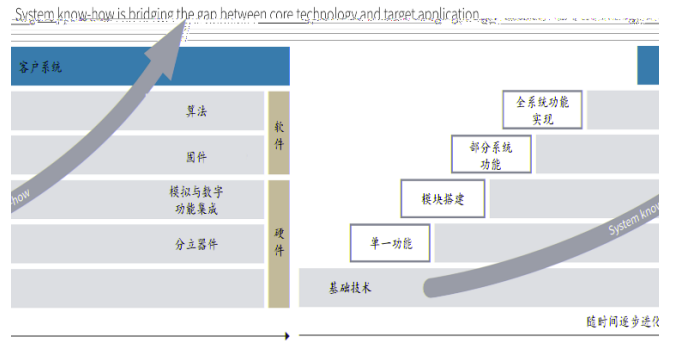 System know-how is bridging the gap between core technology and target application
客户系统
算法
软
件
固件
模拟与数字
功能集成
硬
件
分立器件
how
全系统功能
实现
部分系统
功能
模块搭建
单一功能
System know
基础技术
随时间逐步进化